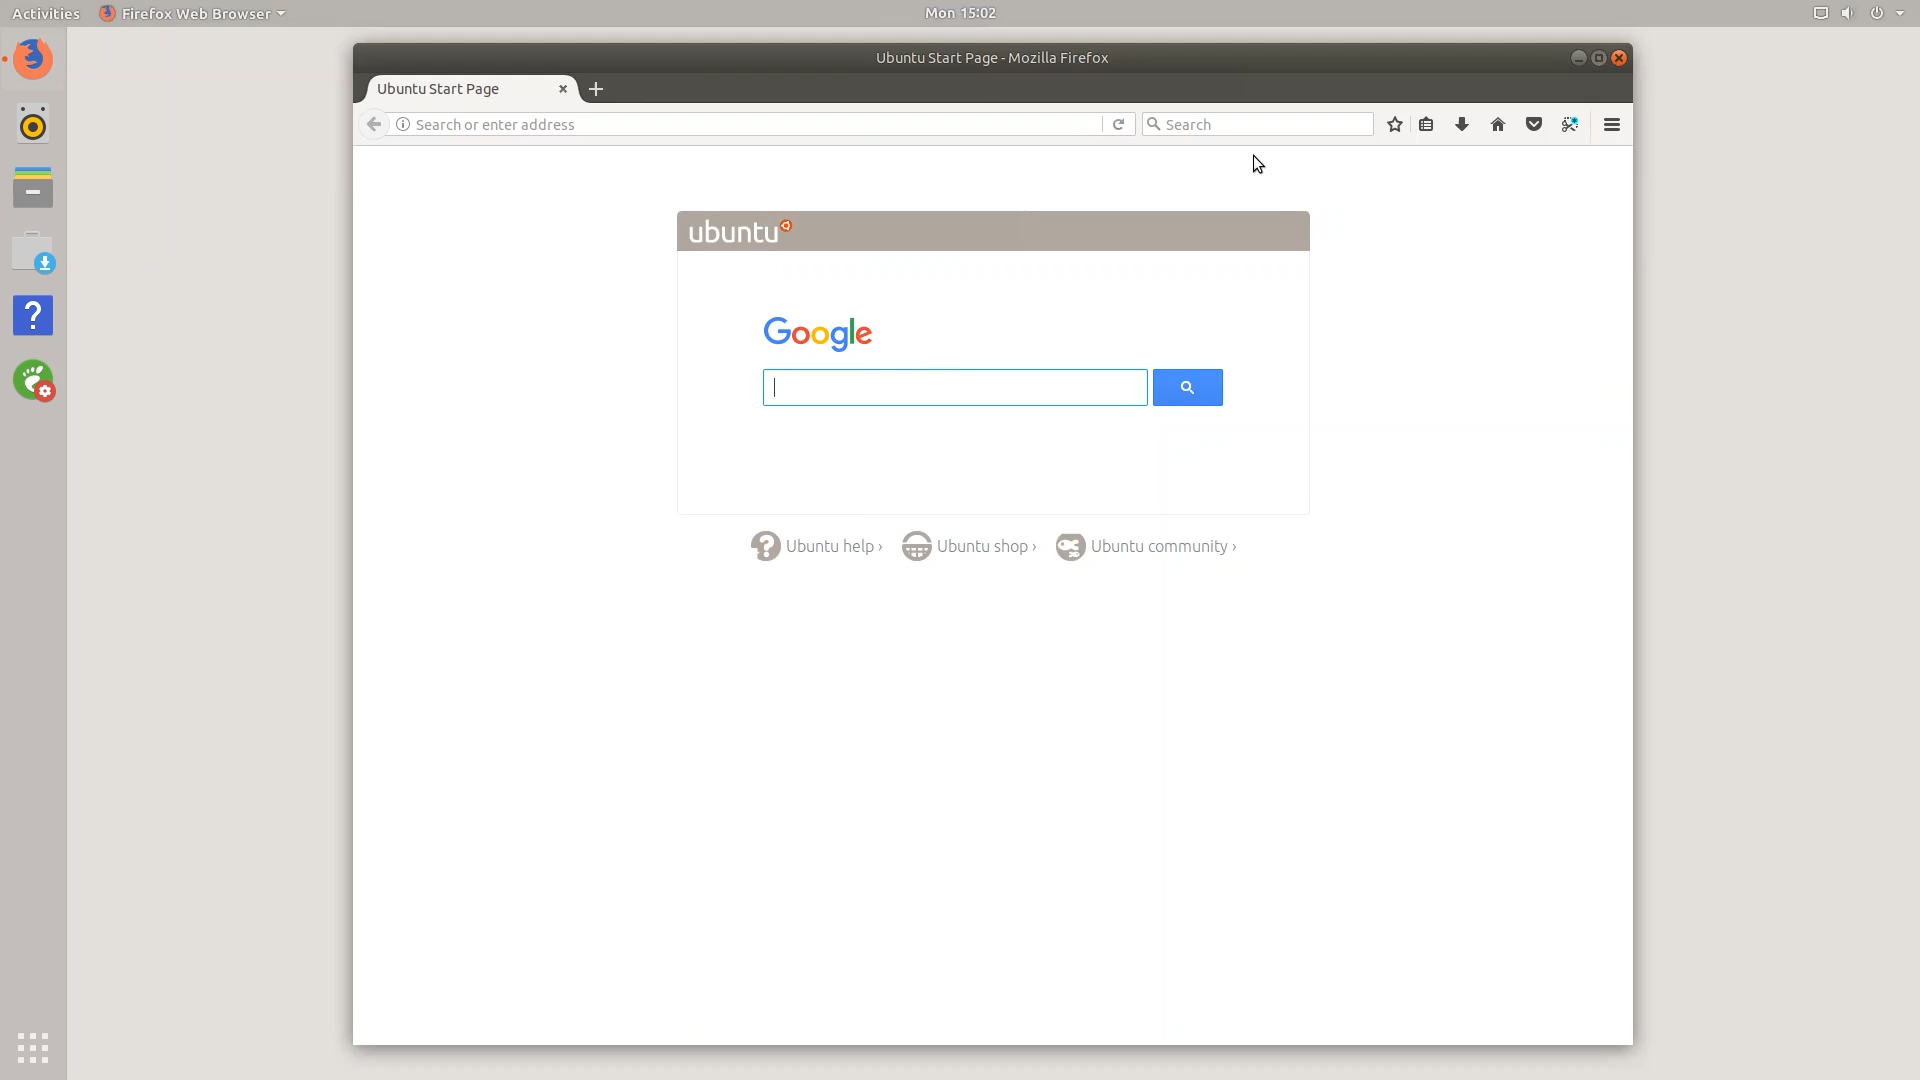 Activities Firefox Web Browser Mon 15:02
Ubuntu Start Page - Mozilla Firefox
Ubuntu Start Page
Search or enter address Search
ubuntu
Google
Ubuntu help › Ubuntu shop › Ubuntu community ›